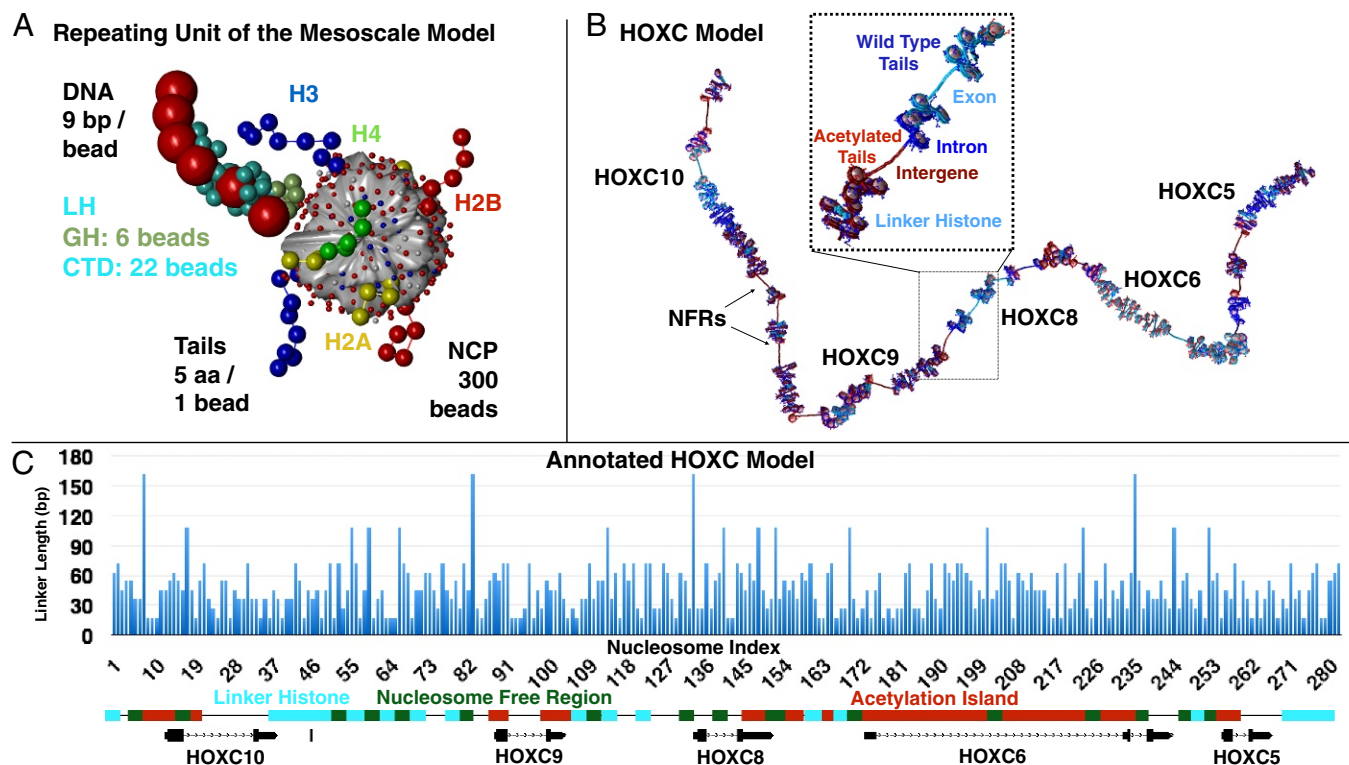 A
Repeating Unit of the Mesoscale Model
DNA
9 bp /
bead
H3
H4
H2B
LH
GH: 6 beads
CTD: 22 beads
H2A
Tails
5 aa /
1 bead
NCP
300
beads
B
HOXC Model
Wild Type
Tails
Exon
Acetylated
Tails
Intron
Intergene
Linker Histone
HOXC10
NFRs
HOXC9
HOXC8
HOXC6
HOXC5
C
Annotated HOXC Model
Linker Length (bp)
180
150
120
90
60
30
0
Nucleosome Index
1 10 19 28 37 46 55 64 73 82 91 100 109 118 127 136 145 154 163 172 181 190 199 208 217 226 235 244 253 262 271 280
Linker Histone Nucleosome Free Region Acetylation Island
HOXC10 HOXC9 HOXC8 HOXC6 HOXC5